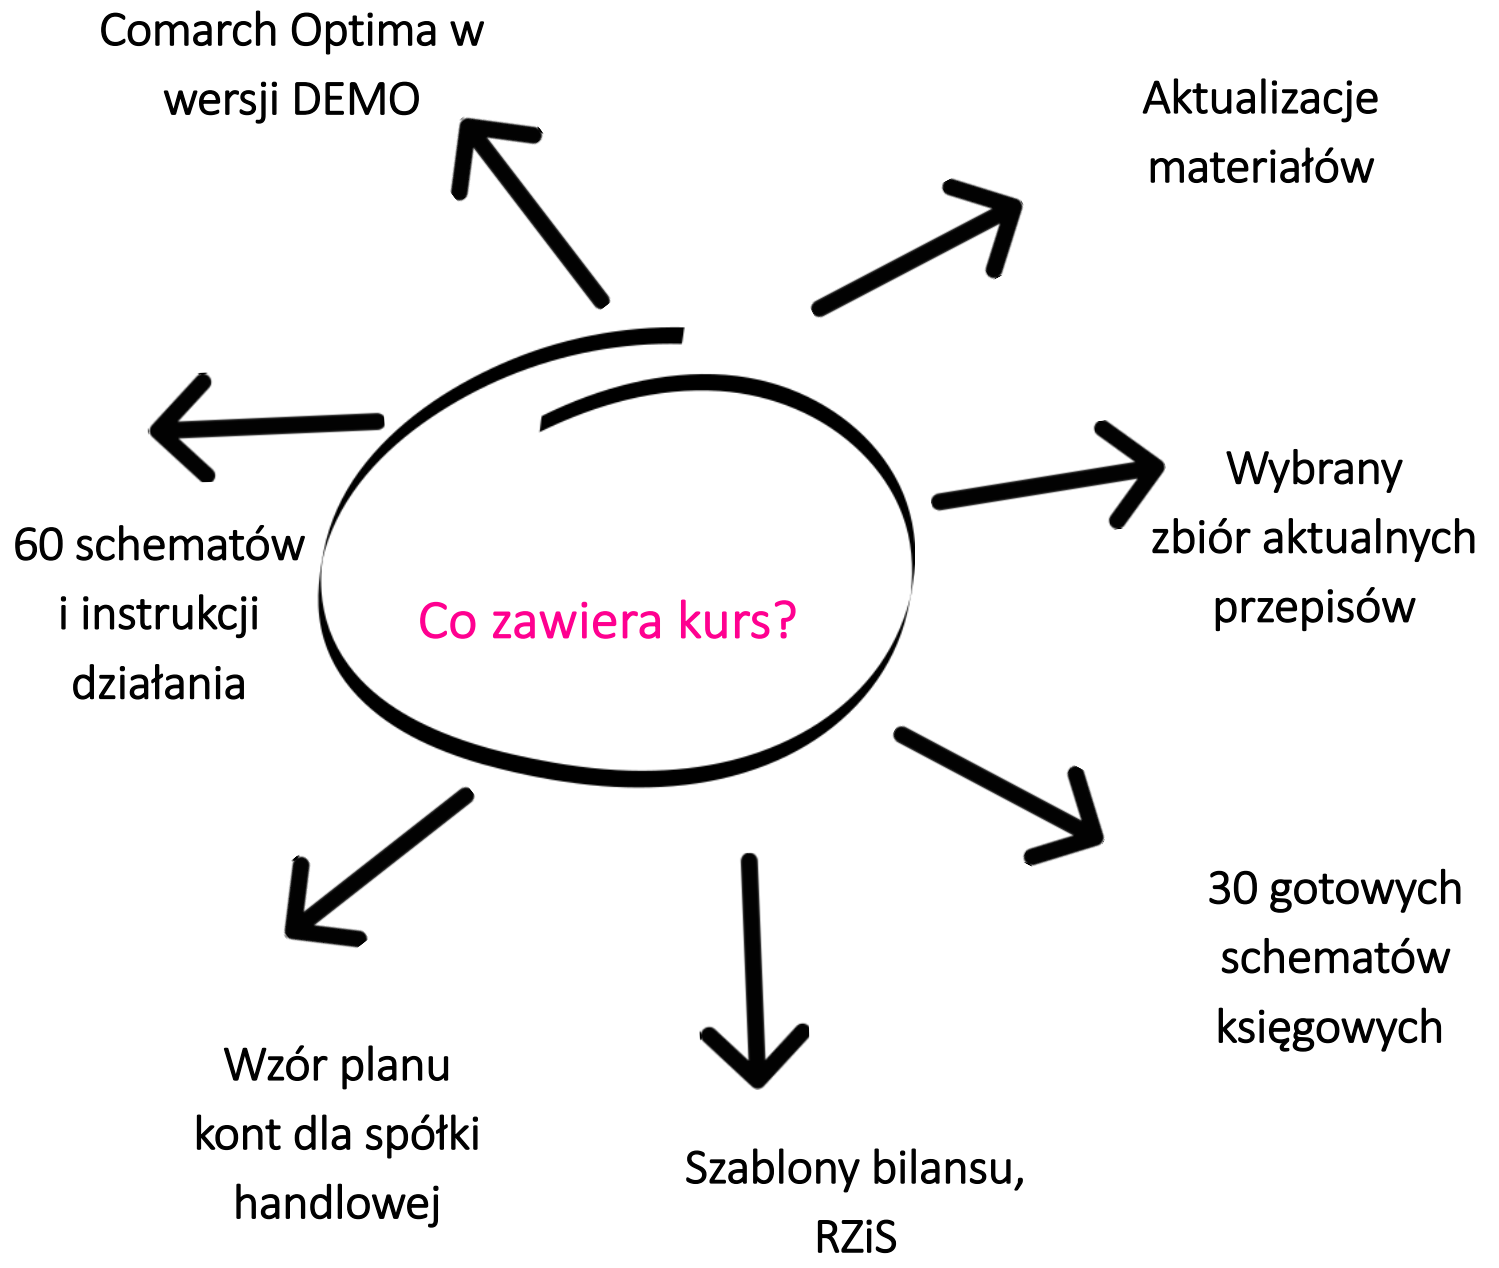 Comarch Optima w
wersji DEMO
Aktualizacje
materiałów
Wybrany
zbiór aktualnych
przepisów
60 schematów
i instrukcji
działania
Co zawiera kurs?
30 gotowych
schematów
księgowych
Wzór planu
kont dla spółki
handlowej
Szablony bilansu,
RZiS